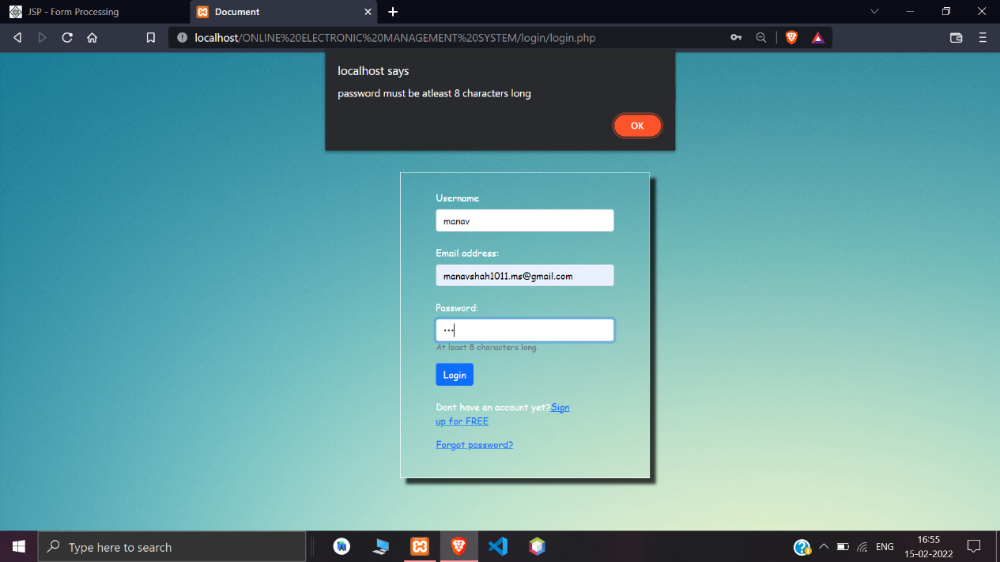 JSP - Form Processing
Document
localhost/ONLINE%20ELECTRONIC%20MANAGEMENT%20SYSTEM/login/login.php
localhost says
password must be atleast 8 characters long
OK
Username
manav
Email address:
manavshah1011.ms@gmail.com
Password:
At least 8 characters long.
Login
Dont have an account yet?Sign
up for FREE
Forgot password?
Type here to search
ENG
16:55
15-02-2022